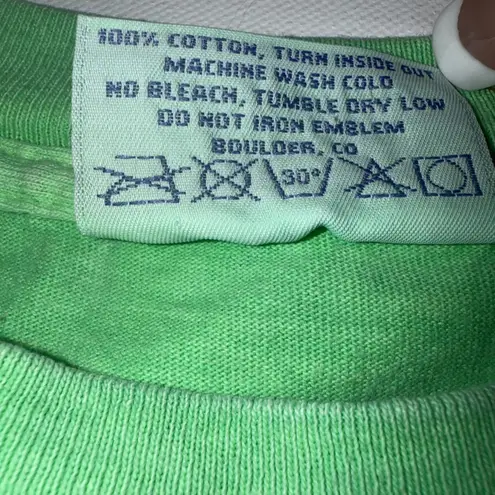 100% COTTON, TURN INSIDE OUT
MACHINE WASH COLD
NO BLEACH, TUMBLE DRY LOW
DO NOT IRON EMBLEM
BOULDER, CO
30°